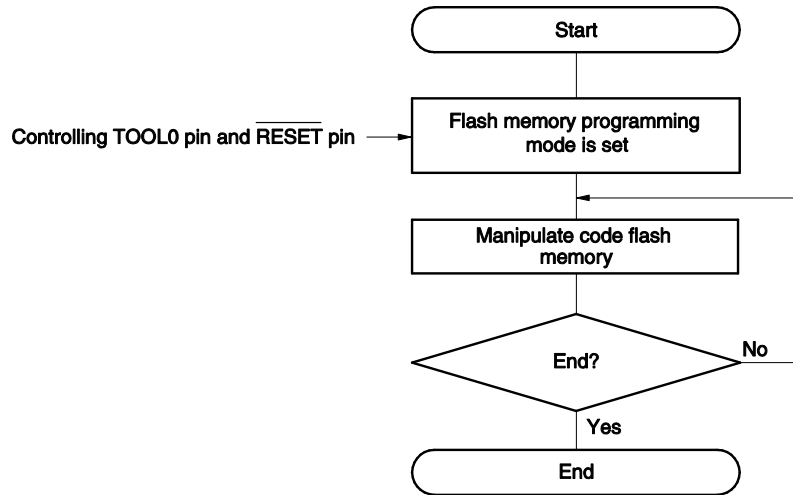 Start
Flash memory programming
mode is set
Controlling TOOL0 pin and R̅E̅S̅E̅T̅ pin
Manipulate code flash
memory
End?
No
Yes
End